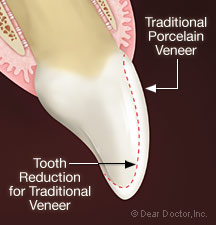 Traditional
Porcelain
Veneer
Tooth
Reduction
for Traditional
Veneer
© Dear Doctor, Inc.